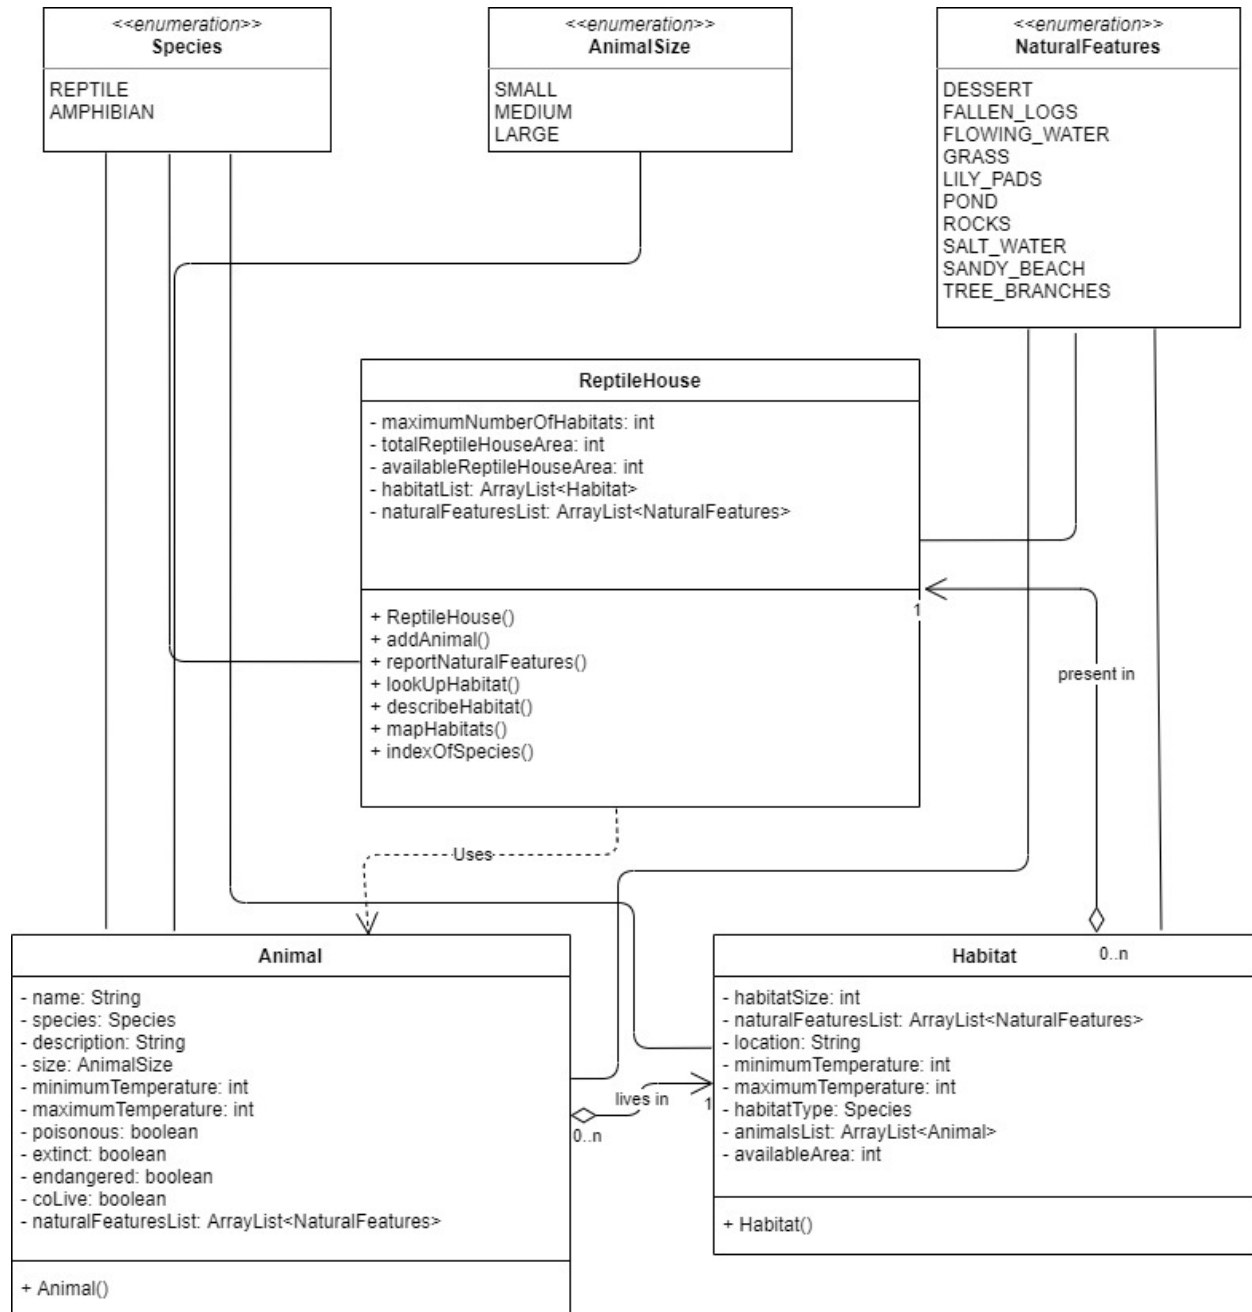 <<enumeration>>
Species
REPTILE
AMPHIBIAN
<<enumeration>>
AnimalSize
SMALL
MEDIUM
LARGE
<<enumeration>>
NaturalFeatures
DESSERT
FALLEN_LOGS
FLOWING_WATER
GRASS
LILY_PADS
POND
ROCKS
SALT_WATER
SANDY_BEACH
TREE_BRANCHES
ReptileHouse
- maximumNumberOfHabitats: int
- totalReptileHouseArea: int
- availableReptileHouseArea: int
- habitatList: ArrayList<Habitat>
- naturalFeaturesList: ArrayList<NaturalFeatures>
+ ReptileHouse()
+ addAnimal()
+ reportNaturalFeatures()
+ lookUpHabitat()
+ describeHabitat()
+ mapHabitats()
+ indexOfSpecies()
1
present in
0..n
Uses
Animal
- name: String
- species: Species
- description: String
- size: AnimalSize
- minimumTemperature: int
- maximumTemperature: int
- poisonous: boolean
- extinct: boolean
- endangered: boolean
- coLive: boolean
- naturalFeaturesList: ArrayList<NaturalFeatures>
+ Animal()
lives in
0..n
1
Habitat
- habitatSize: int
- naturalFeaturesList: ArrayList<NaturalFeatures>
- location: String
- minimumTemperature: int
- maximumTemperature: int
- habitatType: Species
- animalsList: ArrayList<Animal>
- availableArea: int
+ Habitat()